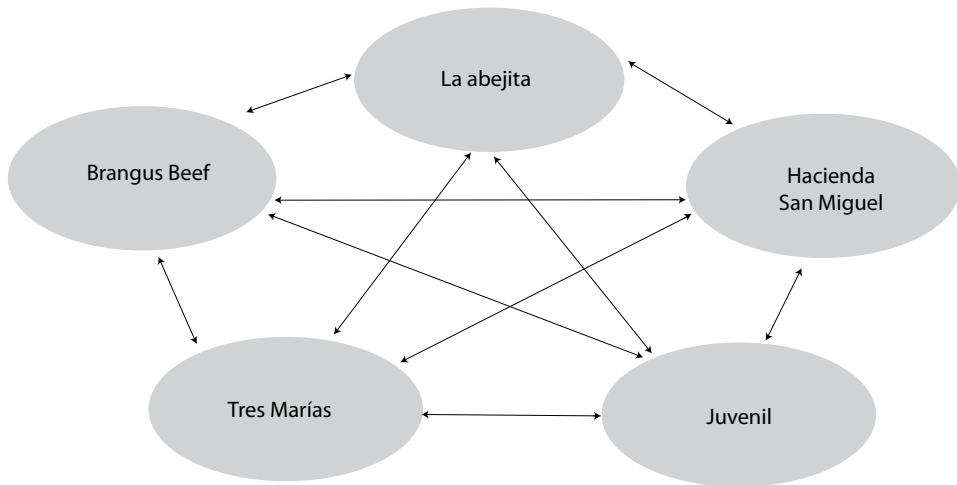 La abejita
Brangus Beef
Hacienda
San Miguel
Tres Marías
Juvenil